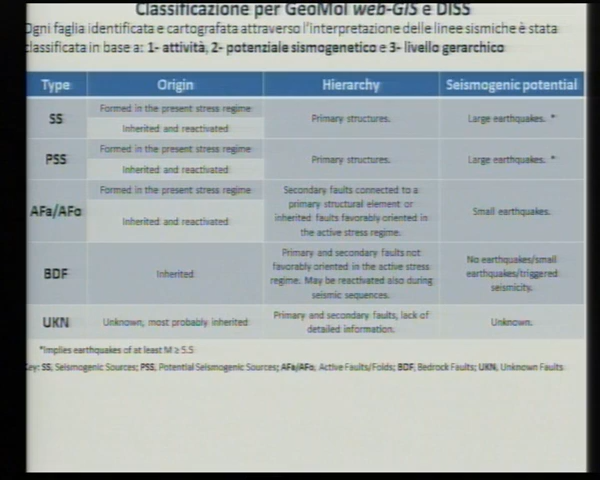 Classificazione per GeoMol web-GIS e DISS
Ogni faglia identificata e cartografata attraverso l'interpretazione delle linee sismiche è stata
classificata in base a: 1- attività, 2- potenziale sismogenetico e 3- livello gerarchico
Type Origin Hierarchy Seismogenic potential
SS
Formed in the present stress regime
Inherited and reactivated
Primary structures.
Large earthquakes. *
PSS
Formed in the present stress regime
Inherited and reactivated
Primary structures.
Large earthquakes. *
AFa/AFo
Formed in the present stress regime
Inherited and reactivated
Secondary faults connected to a
primary structural element or
inherited faults favorably oriented in
the active stress regime.
Small earthquakes.
BDF
Inherited
Primary and secondary faults not
favorably oriented in the active stress
regime. May be reactivated also during
seismic sequences.
No earthquakes/small
earthquakes/triggered
seismicity.
UKN
Unknown, most probably inherited
Primary and secondary faults, lack of
detailed information.
Unknown.
*Implies earthquakes of at least M ≥ 5.5
Key: SS, Seismogenic Sources; PSS, Potential Seismogenic Sources; AFa/AFo, Active Faults/Folds; BDF, Bedrock Faults; UKN, Unknown Faults